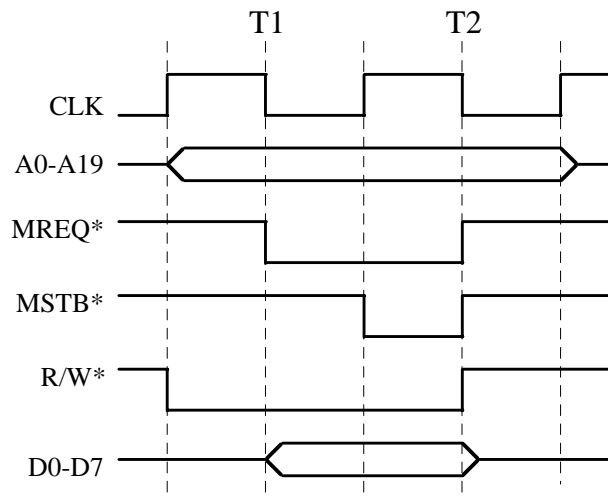 T1 T2
CLK
A0-A19
MREQ*
MSTB*
R/W*
D0-D7